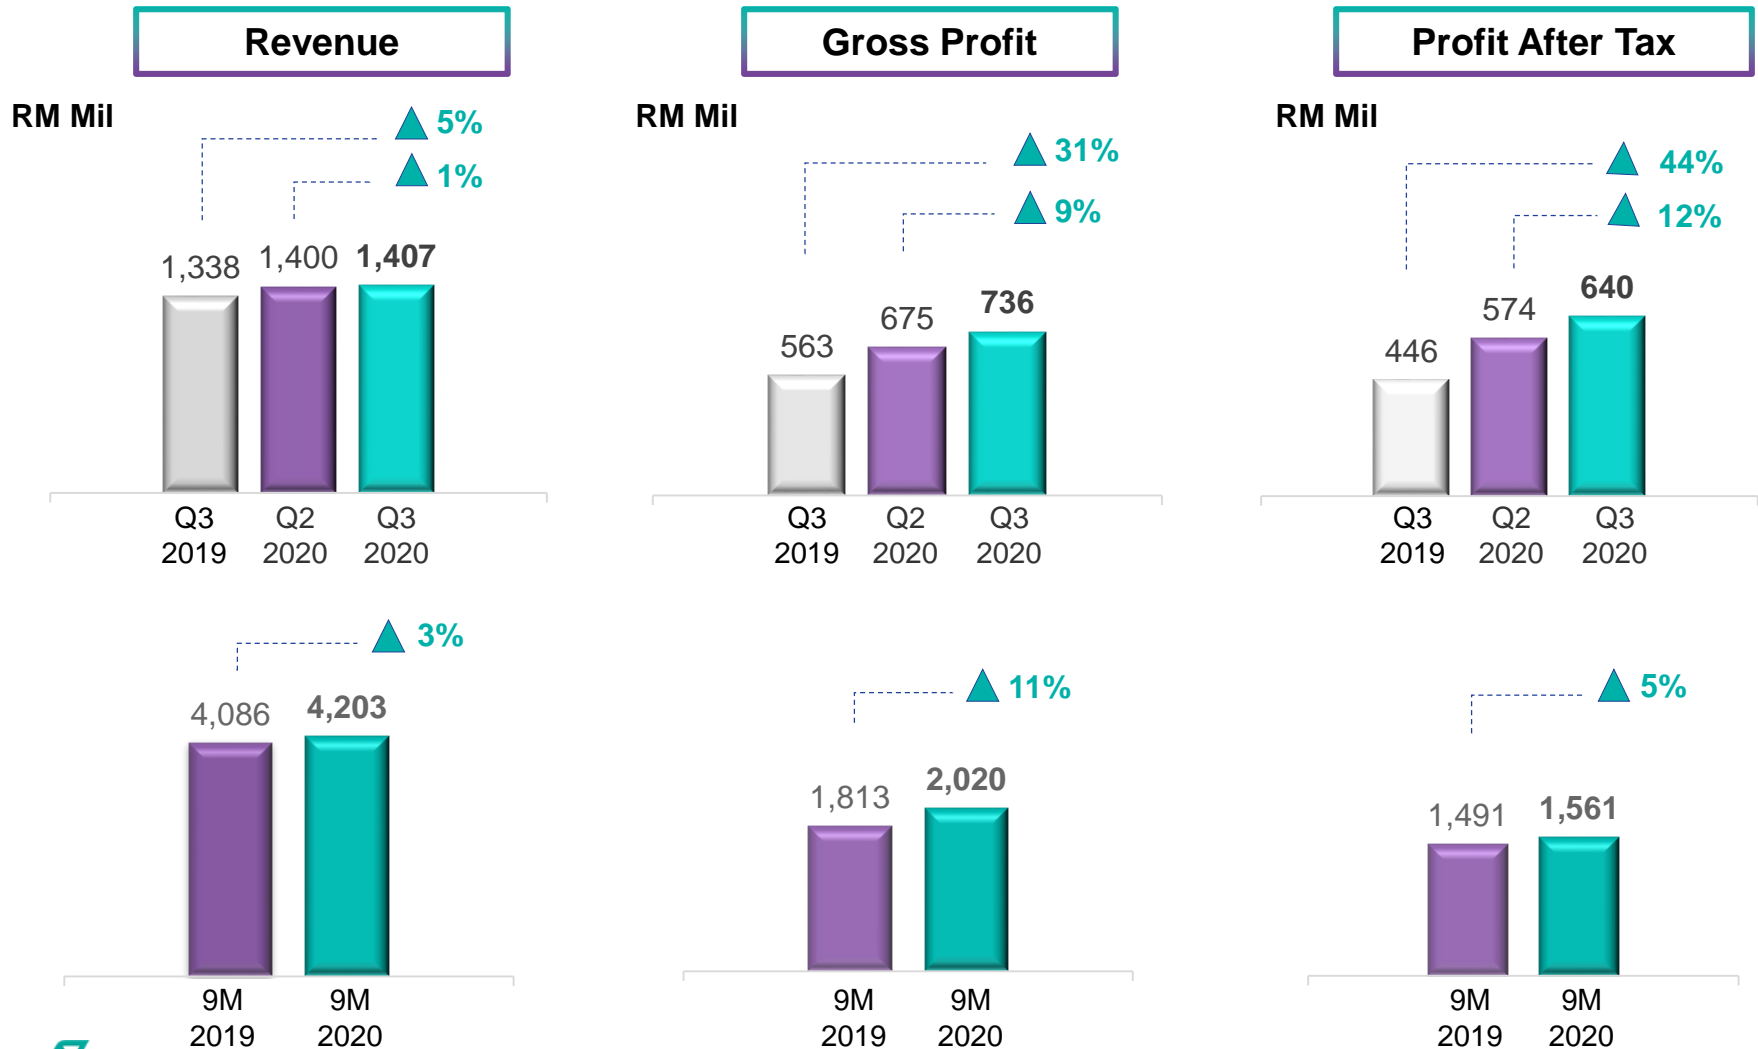 Revenue
Gross Profit
Profit After Tax
RM Mil
5%
1%
1,338
1,400
1,407
Q3
2019
Q2
2020
Q3
2020
RM Mil
31%
9%
563
675
736
Q3
2019
Q2
2020
Q3
2020
RM Mil
44%
12%
446
574
640
Q3
2019
Q2
2020
Q3
2020
3%
4,086
4,203
9M
2019
9M
2020
11%
1,813
2,020
9M
2019
9M
2020
5%
1,491
1,561
9M
2019
9M
2020